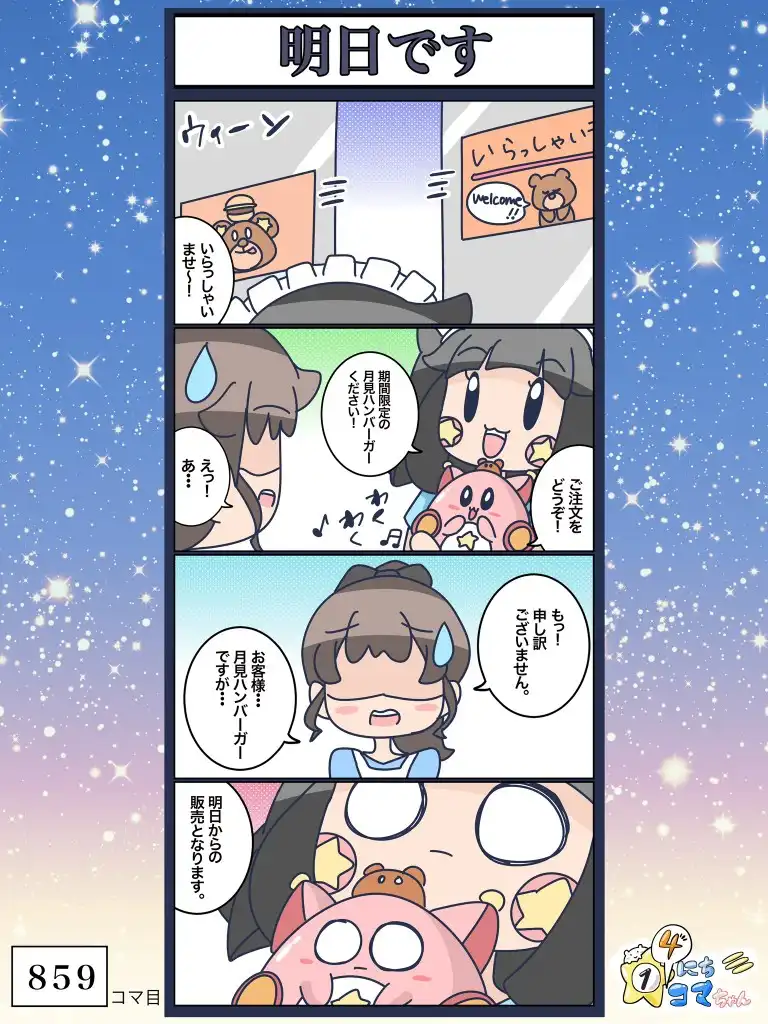 明日です
ウィーン
いらっしゃいま
welcome
!!
いらっしゃい
ませ〜!
ご注文を
どうぞ!
期間限定の
月見ハンバーガー
ください!
わくわく
えっ!
あ…
もっ!
申し訳
ございません。
お客様…
月見ハンバーガー
ですが…
明日からの
販売となります。
859
コマ目
1
にち
4
コマ
ちゃん